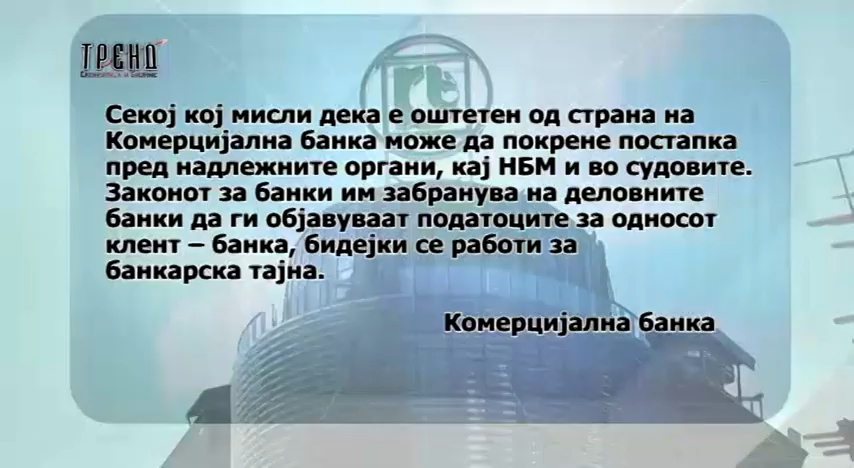 ТРЕНД
Секој кој мисли дека е оштетен од страна на
Комерцијална банка може да покрене постапка
пред надлежните органи, кај НБМ и во судовите.
Законот за банки им забранува на деловните
банки да ги објавуваат податоците за односот
клент – банка, бидејки се работи за
банкарска тајна.
Комерцијална банка